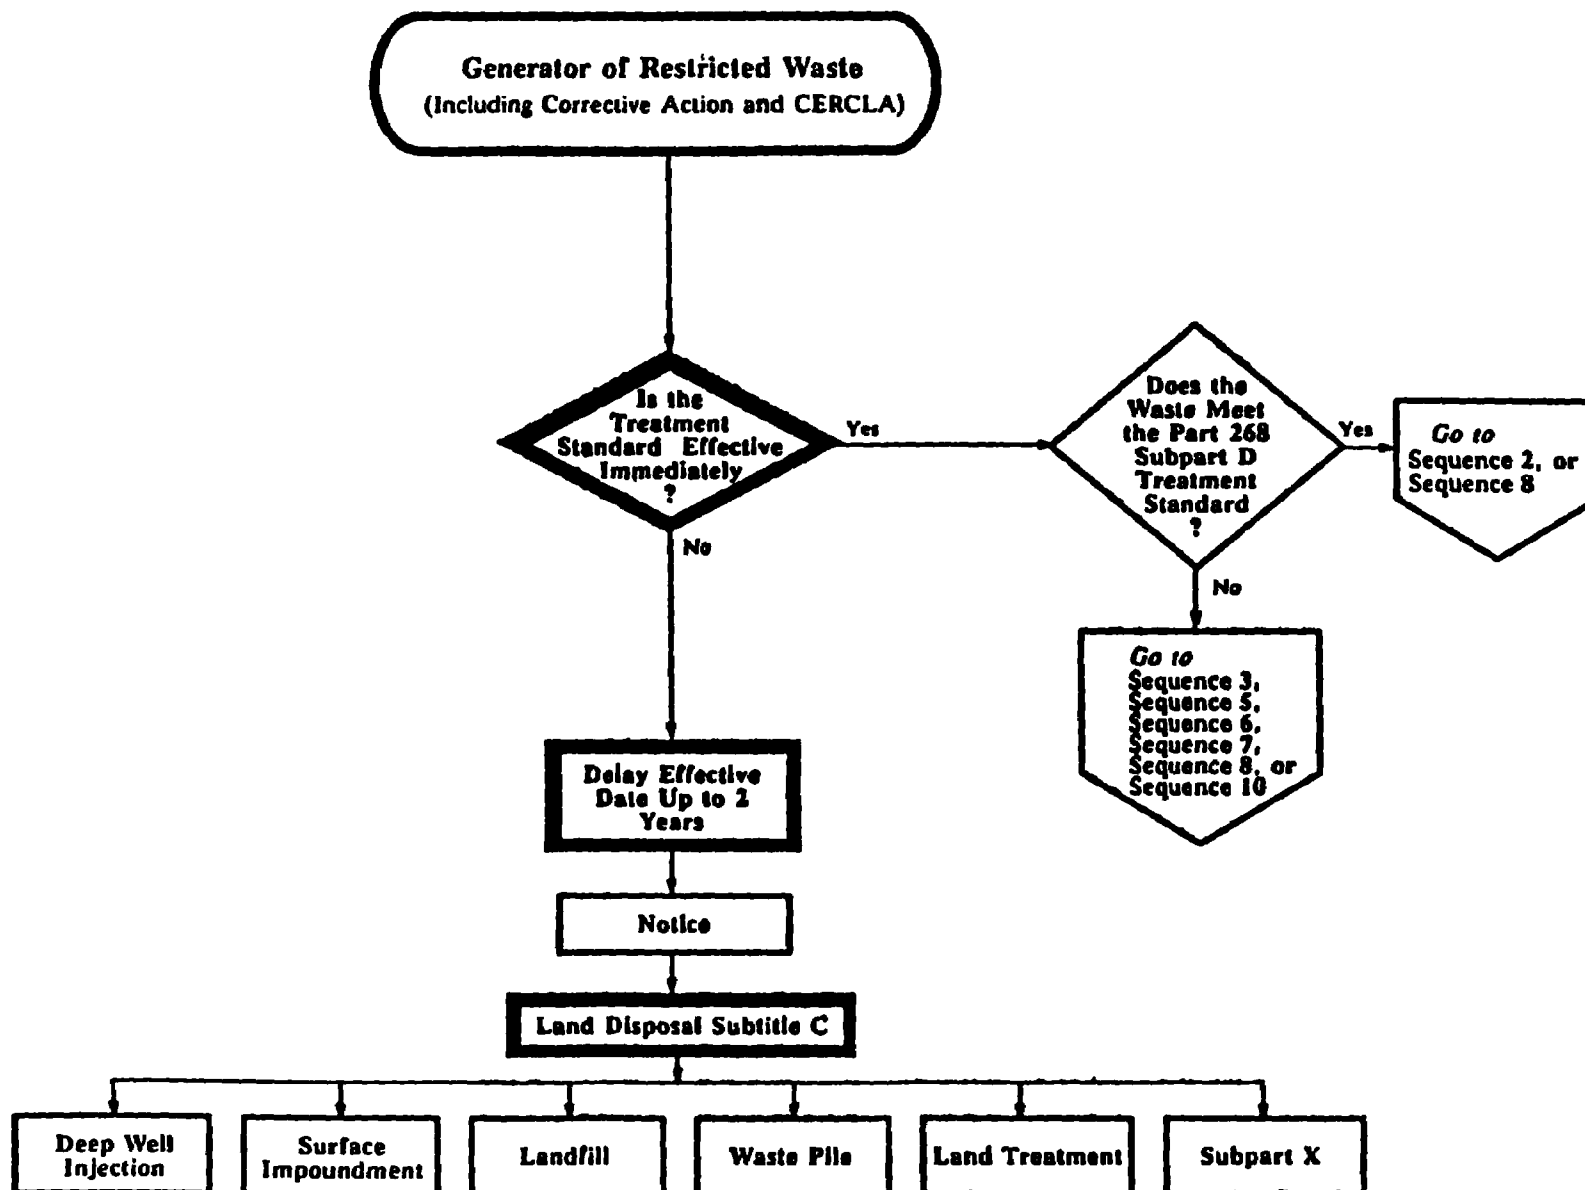 Generator of Restricted Waste
(Including Corrective Action and CERCLA)
Is the
Treatment
Standard Effective
Immediately
?
Yes
No
Does the
Waste Meet
the Part 268
Subpart D
Treatment
Standard
?
Yes
No
Go to
Sequence 2, or
Sequence 8
Go to
Sequence 3,
Sequence 5,
Sequence 6,
Sequence 7,
Sequence 8, or
Sequence 10
Delay Effective
Date Up to 2
Years
Notice
Land Disposal Subtitle C
Deep Well
Injection
Surface
Impoundment
Landfill
Waste Pile
Land Treatment
Subpart X